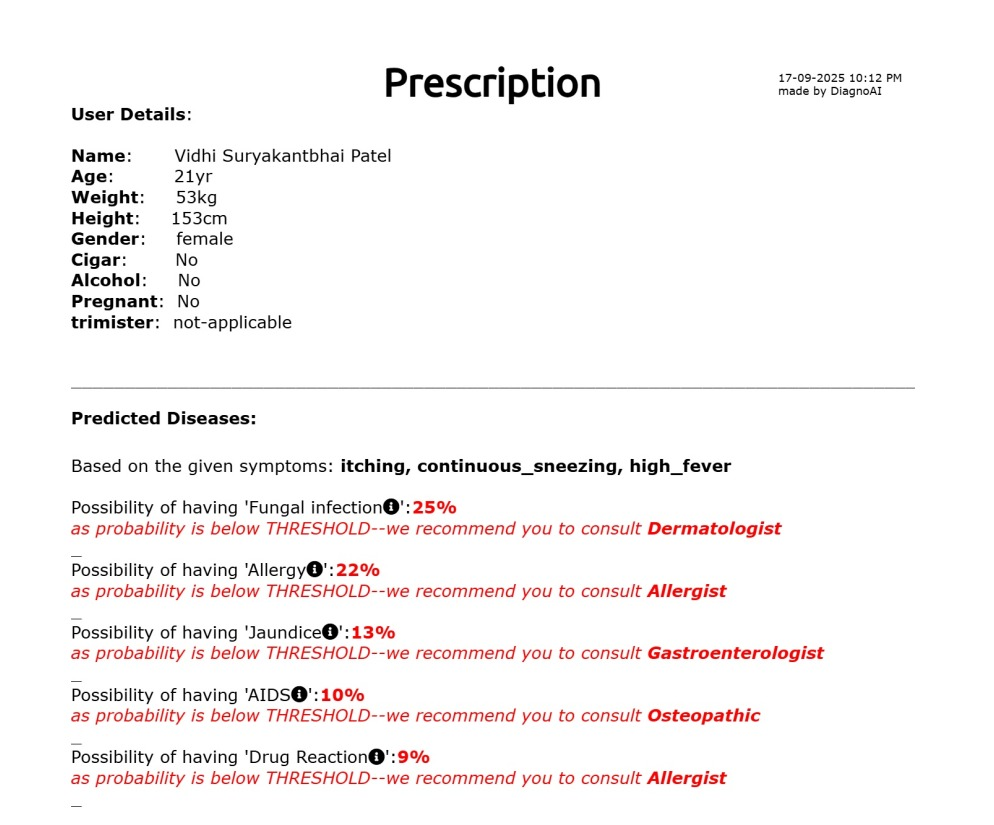 Prescription
17-09-2025 10:12 PM
made by DiagnoAI
User Details:
Name: Vidhi Suryakantbhai Patel
Age: 21yr
Weight: 53kg
Height: 153cm
Gender: female
Cigar: No
Alcohol: No
Pregnant: No
trimister: not-applicable
Predicted Diseases:
Based on the given symptoms: itching, continuous_sneezing, high_fever
Possibility of having 'Fungal infection':25%
as probability is below THRESHOLD--we recommend you to consult Dermatologist
_
Possibility of having 'Allergy':22%
as probability is below THRESHOLD--we recommend you to consult Allergist
_
Possibility of having 'Jaundice':13%
as probability is below THRESHOLD--we recommend you to consult Gastroenterologist
_
Possibility of having 'AIDS':10%
as probability is below THRESHOLD--we recommend you to consult Osteopathic
_
Possibility of having 'Drug Reaction':9%
as probability is below THRESHOLD--we recommend you to consult Allergist
_